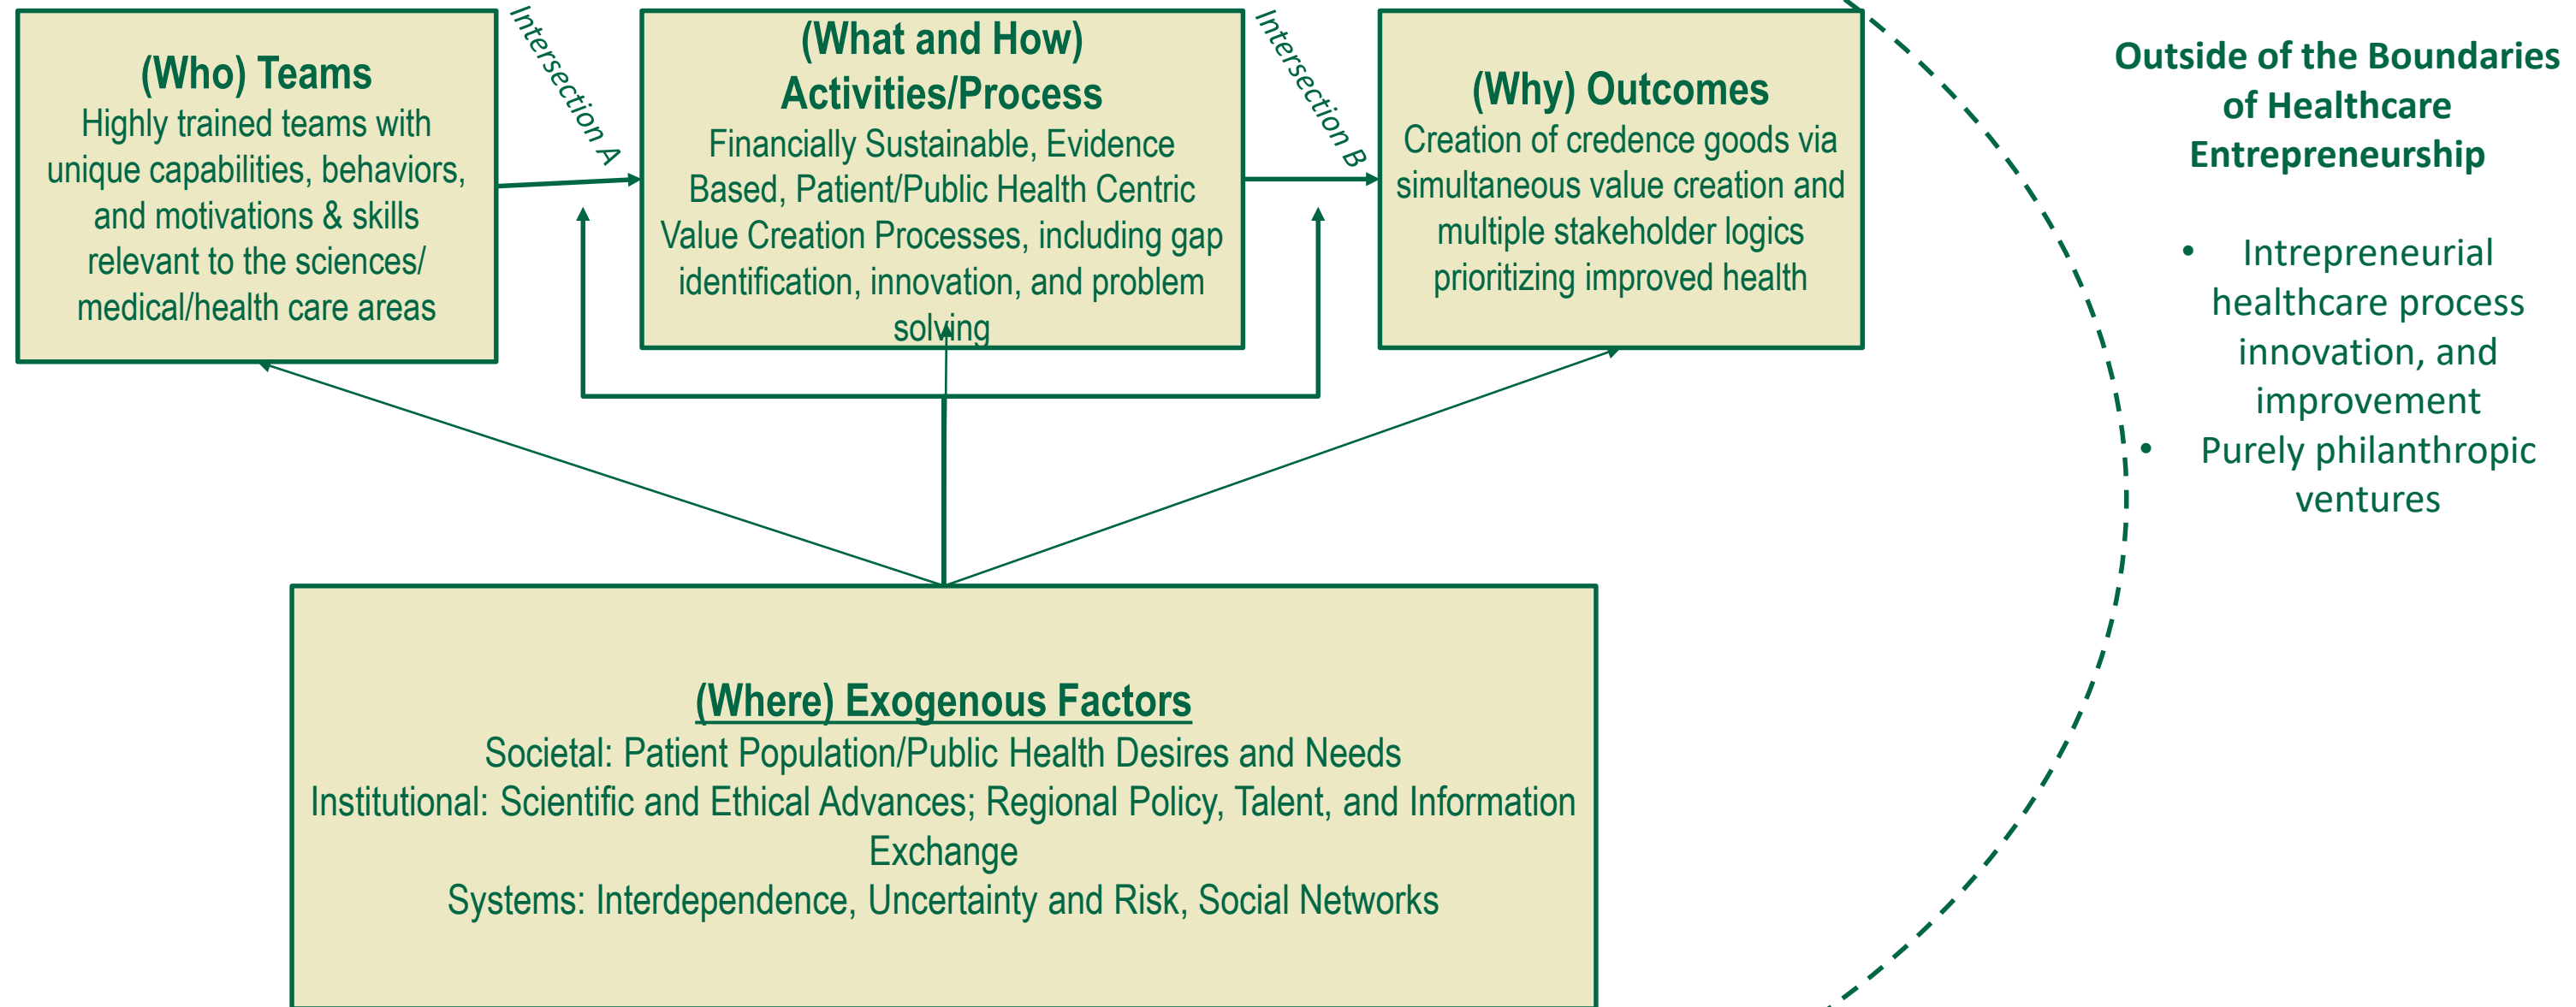 (Who) Teams
Highly trained teams with
unique capabilities, behaviors,
and motivations & skills
relevant to the sciences/
medical/health care areas
Intersection A
(What and How)
Activities/Process
Financially Sustainable, Evidence
Based, Patient/Public Health Centric
Value Creation Processes, including gap
identification, innovation, and problem
solving
Intersection B
(Why) Outcomes
Creation of credence goods via
simultaneous value creation and
multiple stakeholder logics
prioritizing improved health
Outside of the Boundaries
of Healthcare
Entrepreneurship
• Intrepreneurial
healthcare process
innovation, and
improvement
• Purely philanthropic
ventures
(Where) Exogenous Factors
Societal: Patient Population/Public Health Desires and Needs
Institutional: Scientific and Ethical Advances; Regional Policy, Talent, and Information
Exchange
Systems: Interdependence, Uncertainty and Risk, Social Networks